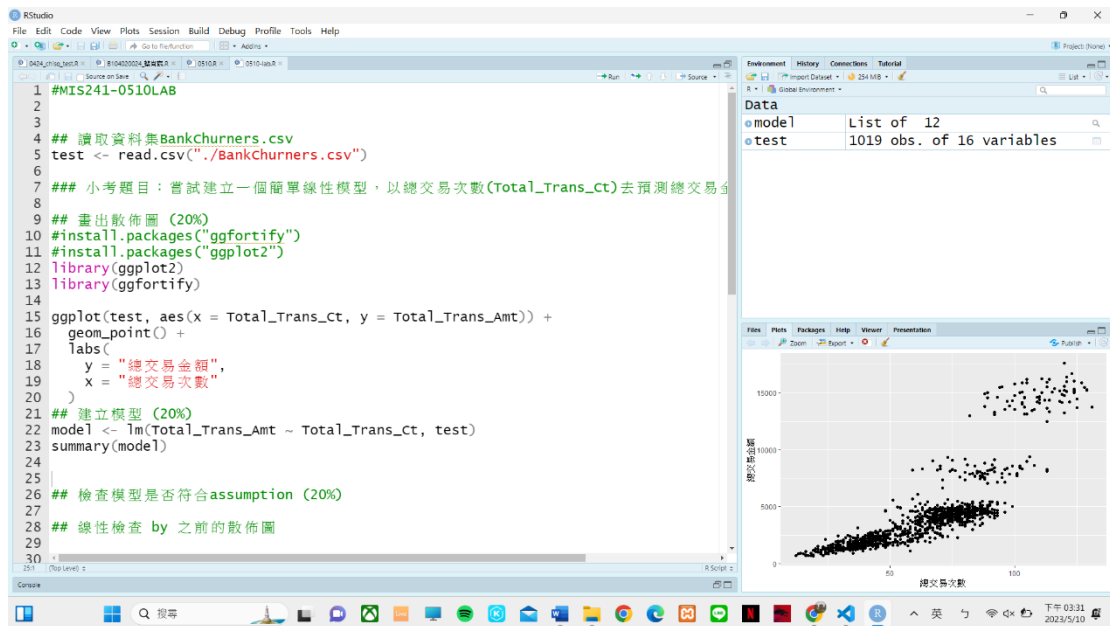 RStudio
File Edit Code View Plots Session Build Debug Profile Tools Help
Go to file/function
Addins
Project: (None)
0424_chisq_test.R
0510.R
0510-lab.R
Source on Save
Run
Source
1 #MIS241-0510LAB
2
3
4 ## 讀取資料集BankChurners.csv
5 test <- read.csv("./BankChurners.csv")
6
7 ### 小考題目：嘗試建立一個簡單線性模型，以總交易次數(Total_Trans_Ct)去預測總交易金
8
9 ## 畫出散佈圖 (20%)
10 #install.packages("ggfortify")
11 #install.packages("ggplot2")
12 library(ggplot2)
13 library(ggfortify)
14
15 ggplot(test, aes(x = Total_Trans_Ct, y = Total_Trans_Amt)) +
16 geom_point() +
17 labs(
18 y = "總交易金額",
19 x = "總交易次數"
20 )
21 ## 建立模型 (20%)
22 model <- lm(Total_Trans_Amt ~ Total_Trans_Ct, test)
23 summary(model)
24
25
26 ## 檢查模型是否符合assumption (20%)
27
28 ## 線性檢查 by 之前的散佈圖
29
30
25:1 (Top Level)
R Script
Console
Environment History Connections Tutorial
Import Dataset
254 MiB
List
R
Global Environment
Data
model List of 12
test 1019 obs. of 16 variables
Files Plots Packages Help Viewer Presentation
Zoom
Export
Publish
總交易金額
15000
10000
5000
0
50
100
總交易次數
搜尋
英
下午 03:31
2023/5/10